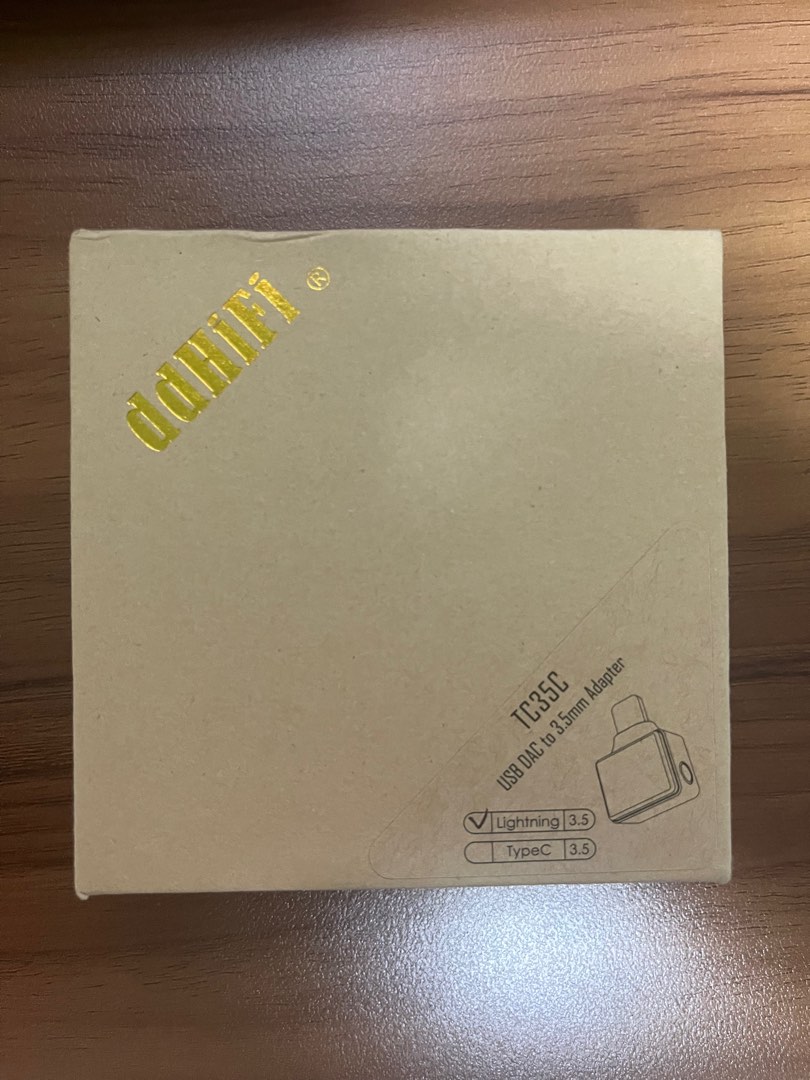 ddHiFi ®
TC35C
USB DAC to 3.5mm Adapter
✓ Lightning 3.5
TypeC 3.5